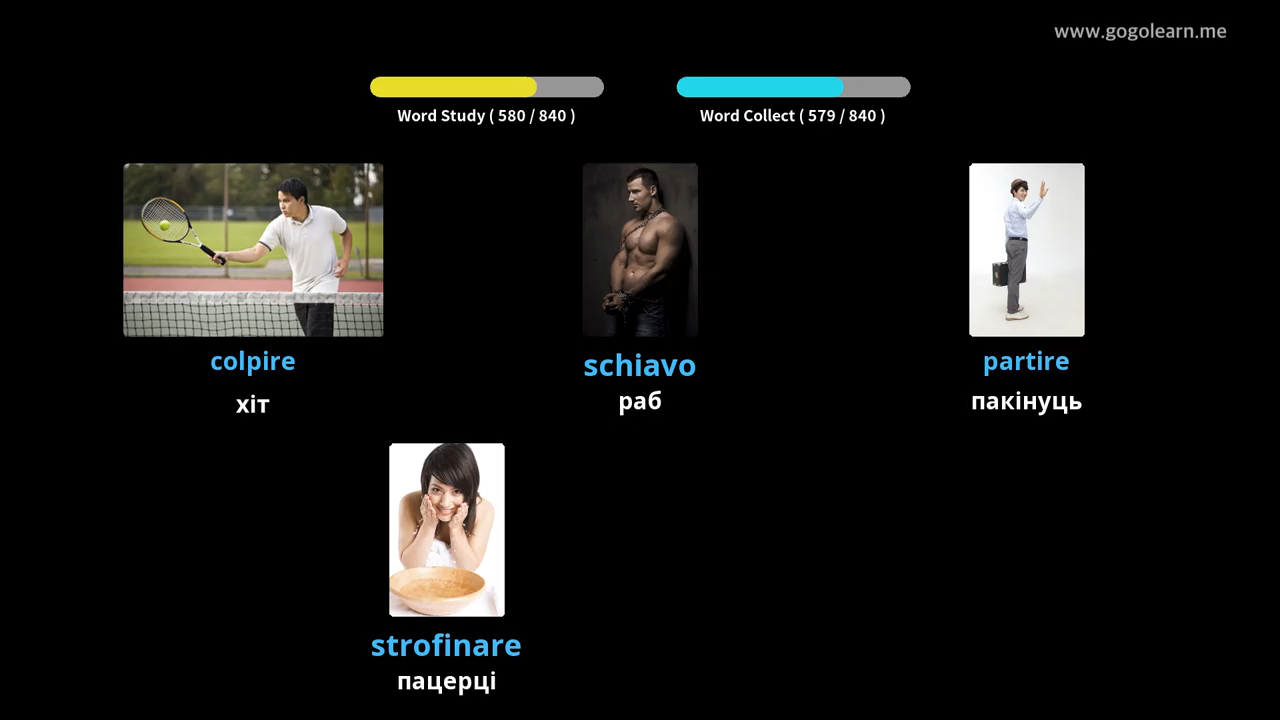 www.gogolearn.me
Word Study ( 580 / 840 )
Word Collect ( 579 / 840 )
colpire
schiavo
partire
хіт
раб
пакінуць
strofinare
пацерці